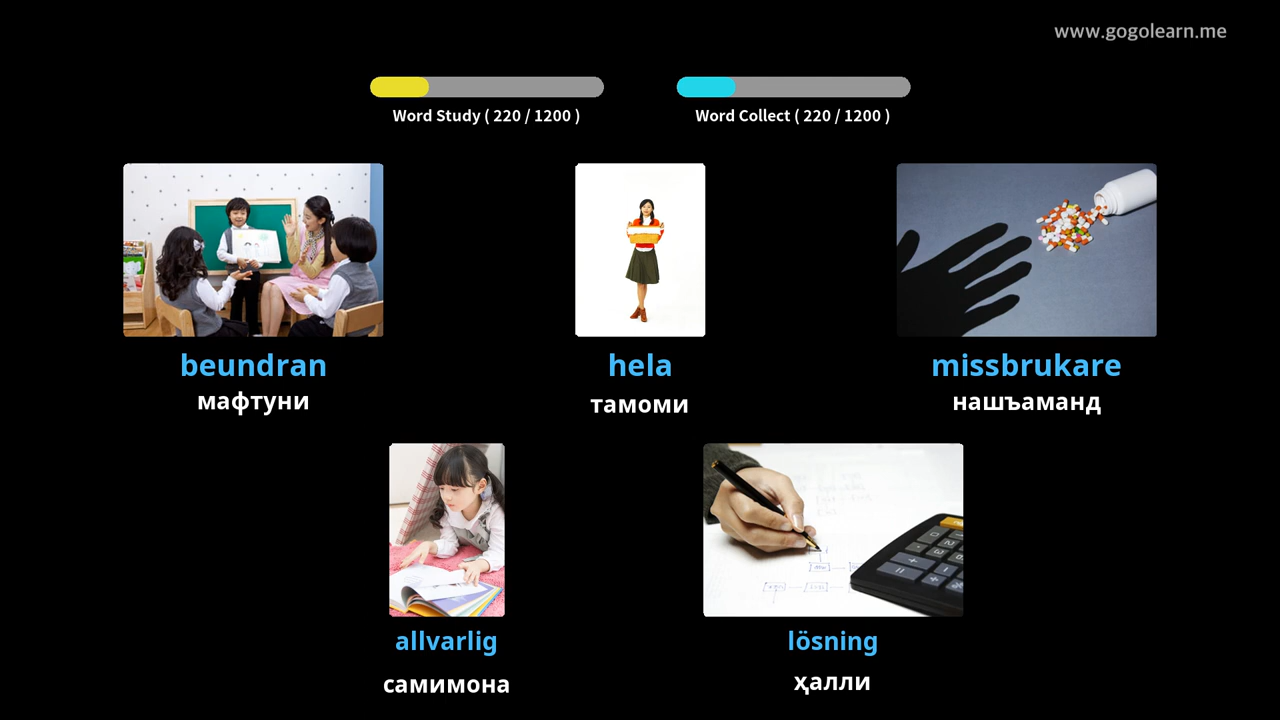 www.gogolearn.me
Word Study ( 220 / 1200 )
Word Collect ( 220 / 1200 )
beundran
мафтуни
hela
тамоми
missbrukare
нашъаманд
allvarlig
самимона
lösning
ҳалли